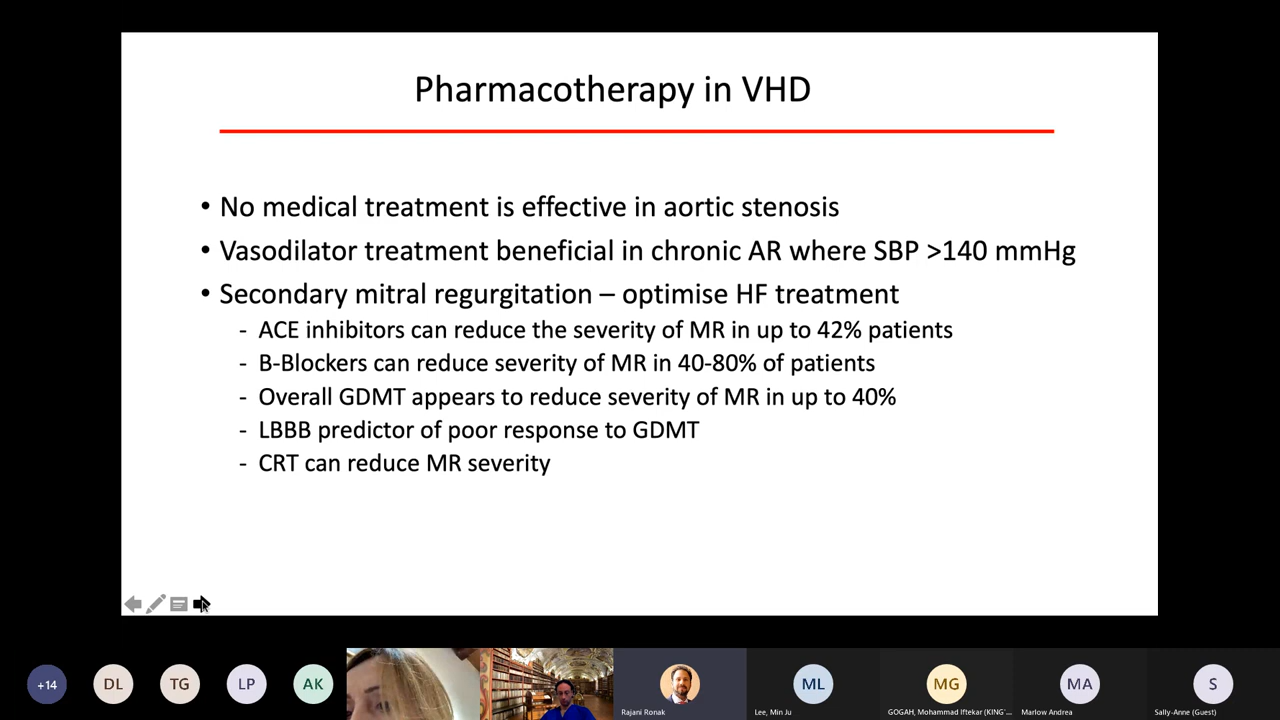 Pharmacotherapy in VHD
• No medical treatment is effective in aortic stenosis
• Vasodilator treatment beneficial in chronic AR where SBP >140 mmHg
• Secondary mitral regurgitation – optimise HF treatment
- ACE inhibitors can reduce the severity of MR in up to 42% patients
- B-Blockers can reduce severity of MR in 40-80% of patients
- Overall GDMT appears to reduce severity of MR in up to 40%
- LBBB predictor of poor response to GDMT
- CRT can reduce MR severity
+14 DL TG LP AK ML MG MA S
Rajani Ronak Lee, Min Ju GOGAH, Mohammad Iftekar (KING'... Marlow Andrea Sally-Anne (Guest)